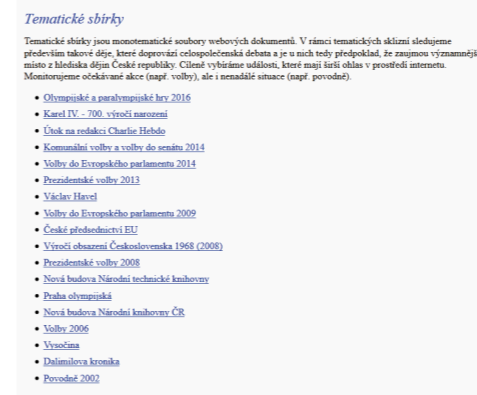 Tematické sbírky
Tematické sbírky jsou monotematické soubory webových dokumentů. V rámci tematických sklizní sledujeme
především takové děje, které doprovází celospolečenská debata a je u nich tedy předpoklad, že zaujmou významnějš
místo z hlediska dějin České republiky. Cíleně vybíráme události, které mají širší ohlas v prostředí internetu.
Monitorujeme očekávané akce (např. volby), ale i nenadálé situace (např. povodně).
• Olympijské a paralympijské hry 2016
• Karel IV. - 700. výročí narození
• Útok na redakci Charlie Hebdo
• Komunální volby a volby do senátu 2014
• Volby do Evropského parlamentu 2014
• Prezidentské volby 2013
• Václav Havel
• Volby do Evropského parlamentu 2009
• České předsednictví EU
• Výročí obsazení Československa 1968 (2008)
• Prezidentské volby 2008
• Nová budova Národní technické knihovny
• Praha olympijská
• Nová budova Národní knihovny ČR
• Volby 2006
• Vysočina
• Dalimilova kronika
• Povodně 2002